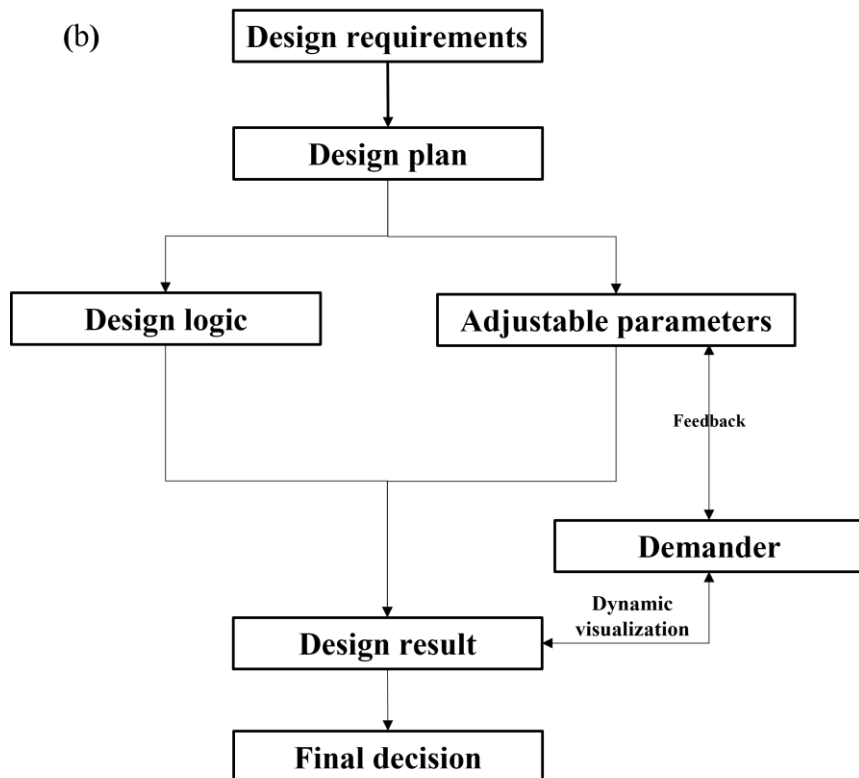 (b)
Design requirements
Design plan
Design logic
Adjustable parameters
Feedback
Demander
Dynamic
visualization
Design result
Final decision